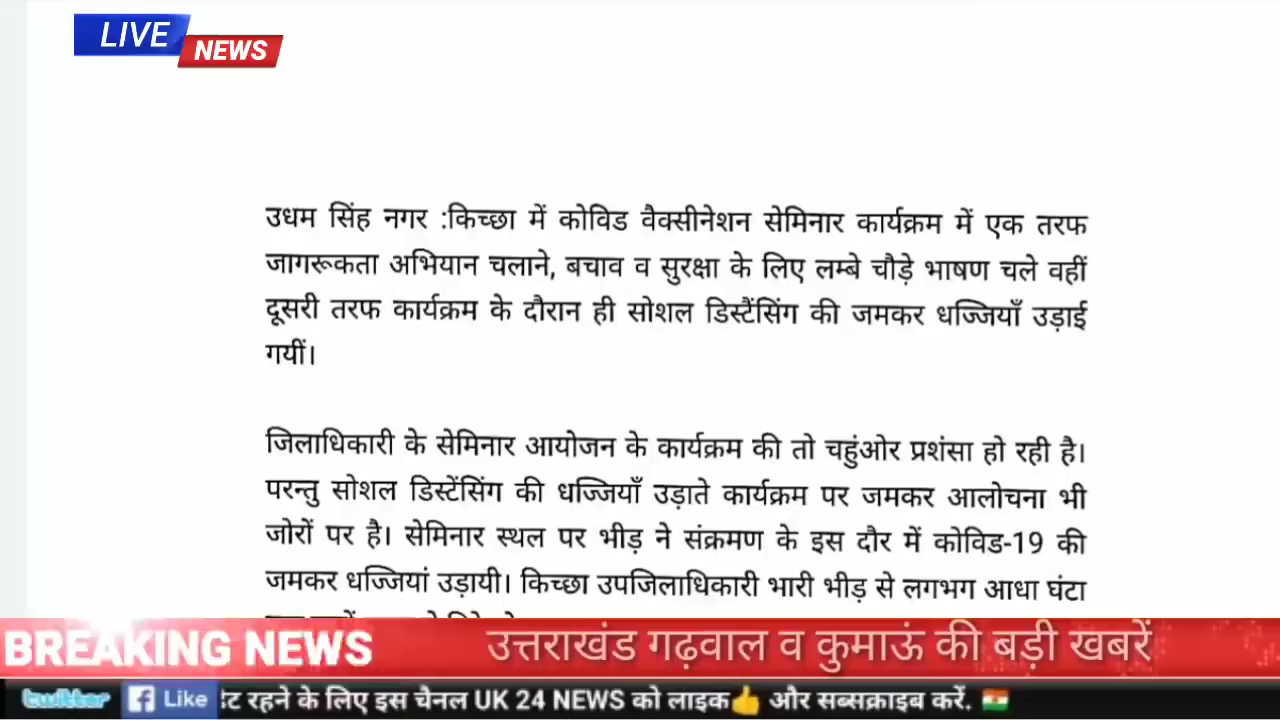 LIVE
NEWS
उधम सिंह नगर :किच्छा में कोविड वैक्सीनेशन सेमिनार कार्यक्रम में एक तरफ
जागरूकता अभियान चलाने, बचाव व सुरक्षा के लिए लम्बे चौड़े भाषण चले वहीं
दूसरी तरफ कार्यक्रम के दौरान ही सोशल डिस्टैंसिंग की जमकर धज्जियाँ उड़ाई
गयीं।
जिलाधिकारी के सेमिनार आयोजन के कार्यक्रम की तो चहुंओर प्रशंसा हो रही है।
परन्तु सोशल डिस्टेंसिंग की धज्जियाँ उड़ाते कार्यक्रम पर जमकर आलोचना भी
जोरों पर है। सेमिनार स्थल पर भीड़ ने संक्रमण के इस दौर में कोविड-19 की
जमकर धज्जियां उड़ायी। किच्छा उपजिलाधिकारी भारी भीड़ से लगभग आधा घंटा
BREAKING NEWS
उत्तराखंड गढ़वाल व कुमाऊं की बड़ी खबरें
twitter
Like
रहने के लिए इस चैनल UK 24 NEWS को लाइक👍 और सब्सक्राइब करें. 🇮🇳